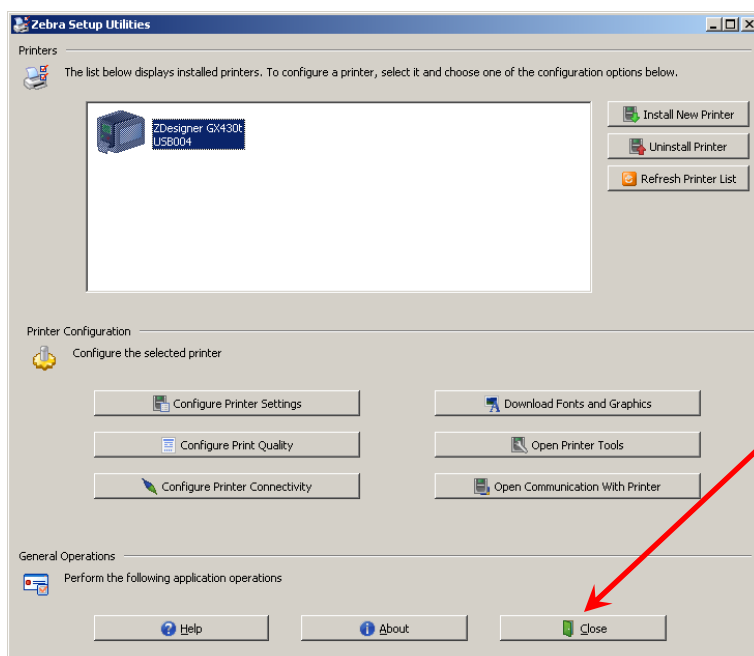 Zebra Setup Utilities
Printers
The list below displays installed printers. To configure a printer, select it and choose one of the configuration options below.
ZDesigner GX430t
USB004
Install New Printer
Uninstall Printer
Refresh Printer List
Printer Configuration
Configure the selected printer
Configure Printer Settings
Download Fonts and Graphics
Configure Print Quality
Open Printer Tools
Configure Printer Connectivity
Open Communication With Printer
General Operations
Perform the following application operations
Help
About
Close